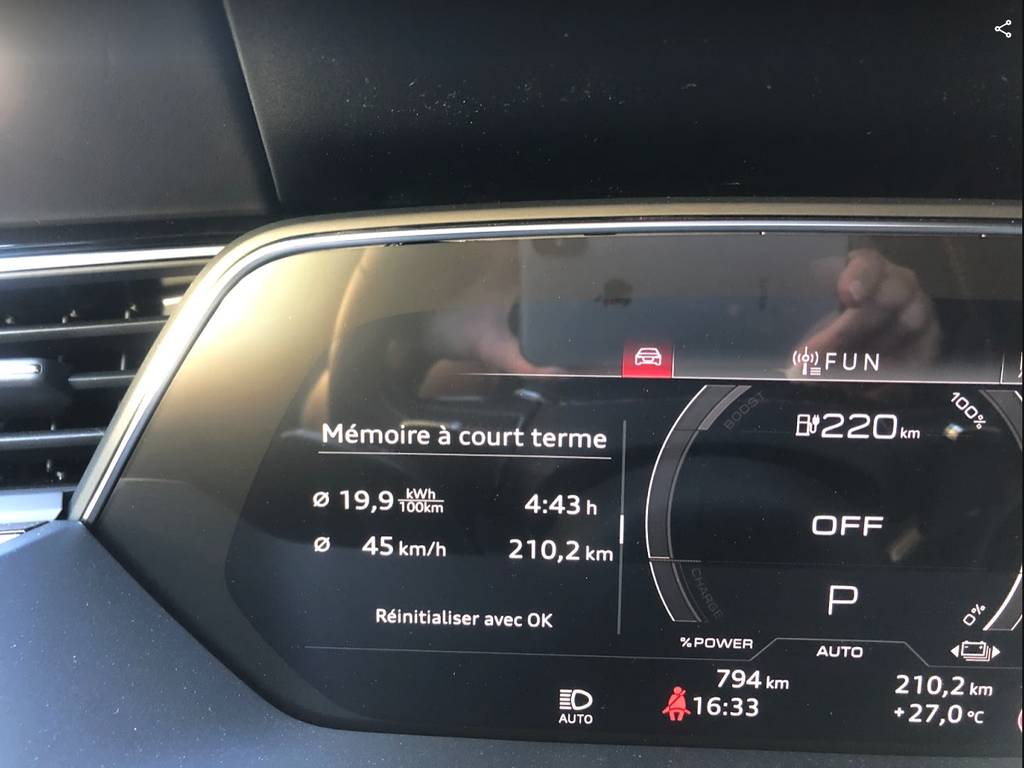 FUN
BOOST
220 km
100%
Mémoire à court terme
ø 19,9 kWh/100km 4:43 h
ø 45 km/h 210,2 km
OFF
CHARGE
P
0%
Réinitialiser avec OK
%POWER
AUTO
794 km
210,2 km
AUTO
16:33
+27,0 °C